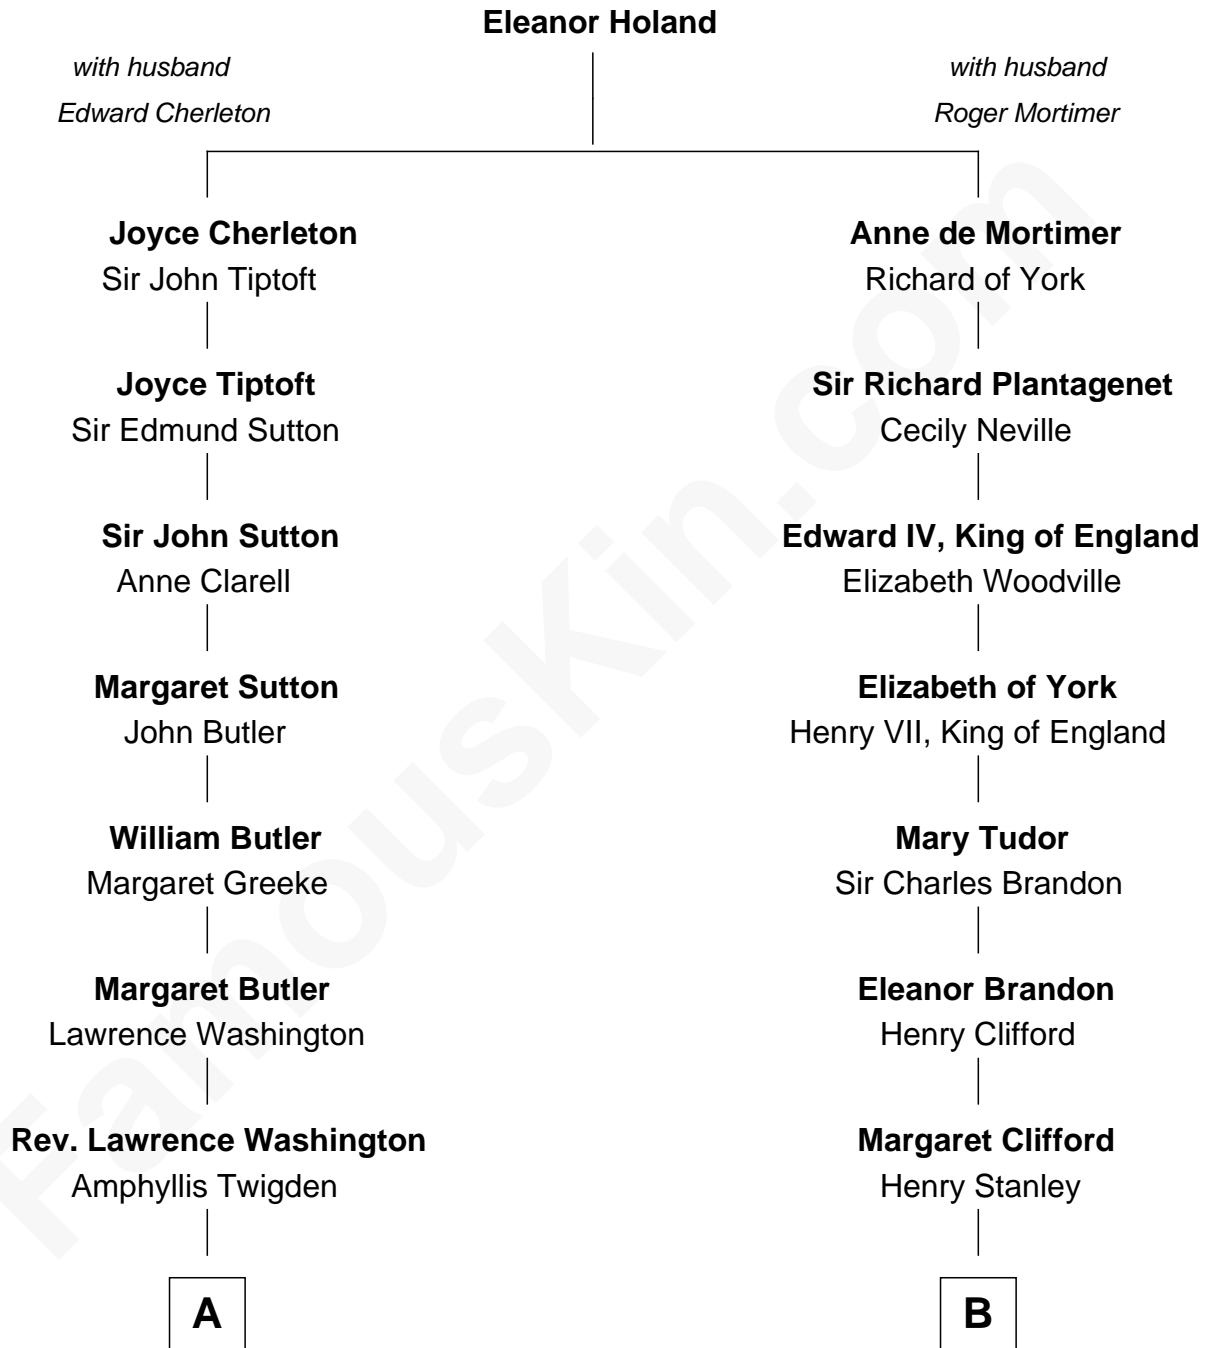 Eleanor Holand
with husband
Edward Cherleton
with husband
Roger Mortimer
Joyce Cherleton
Sir John Tiptoft
Anne de Mortimer
Richard of York
Joyce Tiptoft
Sir Edmund Sutton
Sir Richard Plantagenet
Cecily Neville
Sir John Sutton
Anne Clarell
Edward IV, King of England
Elizabeth Woodville
Margaret Sutton
John Butler
Elizabeth of York
Henry VII, King of England
William Butler
Margaret Greeke
Mary Tudor
Sir Charles Brandon
Margaret Butler
Lawrence Washington
Eleanor Brandon
Henry Clifford
Rev. Lawrence Washington
Amphyllis Twigden
Margaret Clifford
Henry Stanley
A
B
FamousKin.com